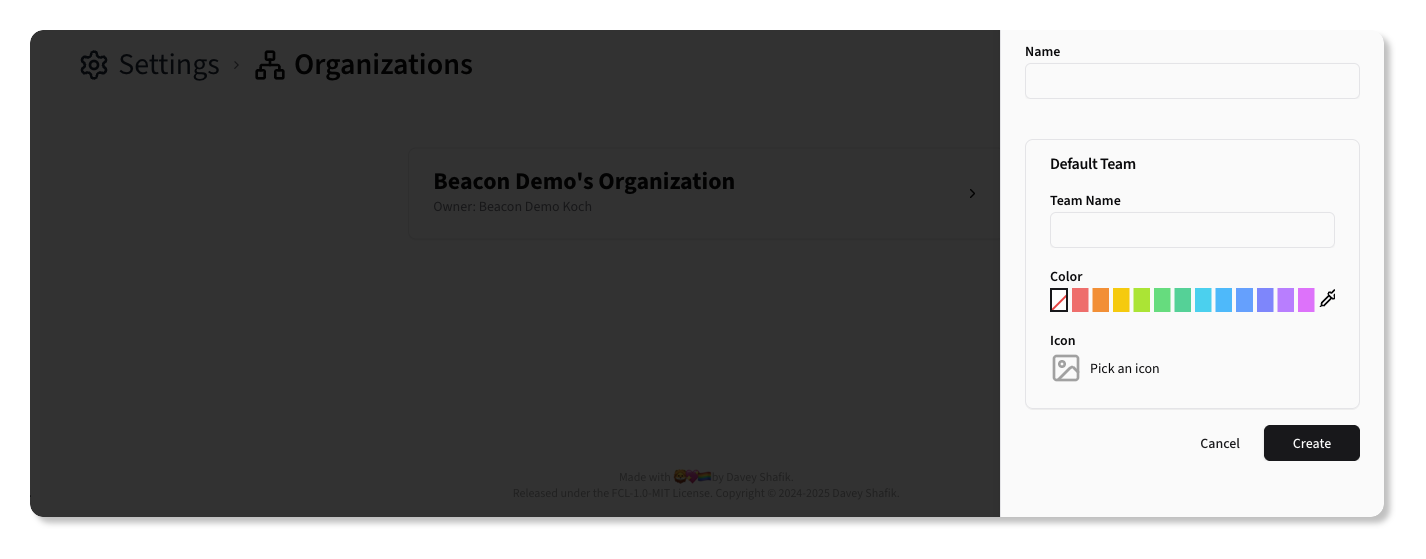 Settings › Organizations
Beacon Demo's Organization
Owner: Beacon Demo Koch
Made with 🦁💖🏳️‍🌈 by Davey Shafik.
Released under the FCL-1.0-MIT License. Copyright © 2024-2025 Davey Shafik.
Name
Default Team
Team Name
Color
Icon
Pick an icon
Cancel
Create